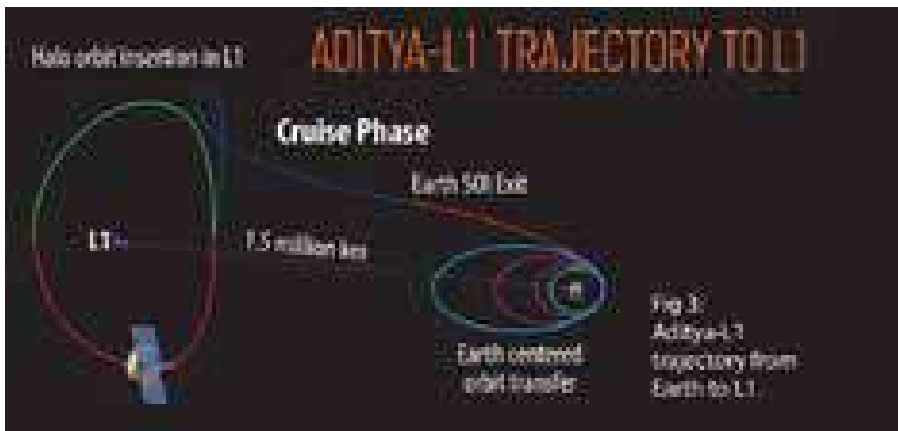 Halo orbit insertion in L1
ADITYA-L1 TRAJECTORY TO L1
Cruise Phase
Earth SOI Exit
L1
1.5 million km
Earth centered
orbit transfer
Fig 3:
Aditya-L1
trajectory from
Earth to L1